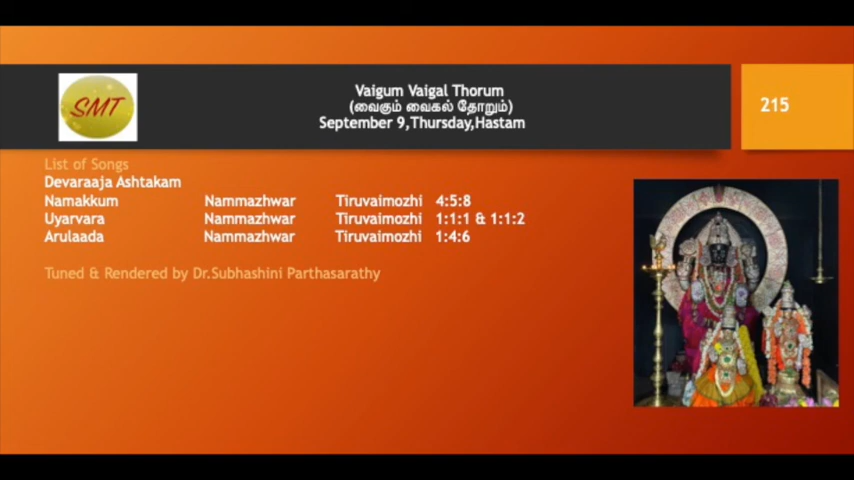 SMT
Vaigum Vaigal Thorum
(வைகும் வைகல் தோறும்)
September 9,Thursday,Hastam
215
List of Songs
Devaraaja Ashtakam
Namakkum Nammazhwar Tiruvaimozhi 4:5:8
Uyarvara Nammazhwar Tiruvaimozhi 1:1:1 & 1:1:2
Arulaada Nammazhwar Tiruvaimozhi 1:4:6
Tuned & Rendered by Dr.Subhashini Parthasarathy